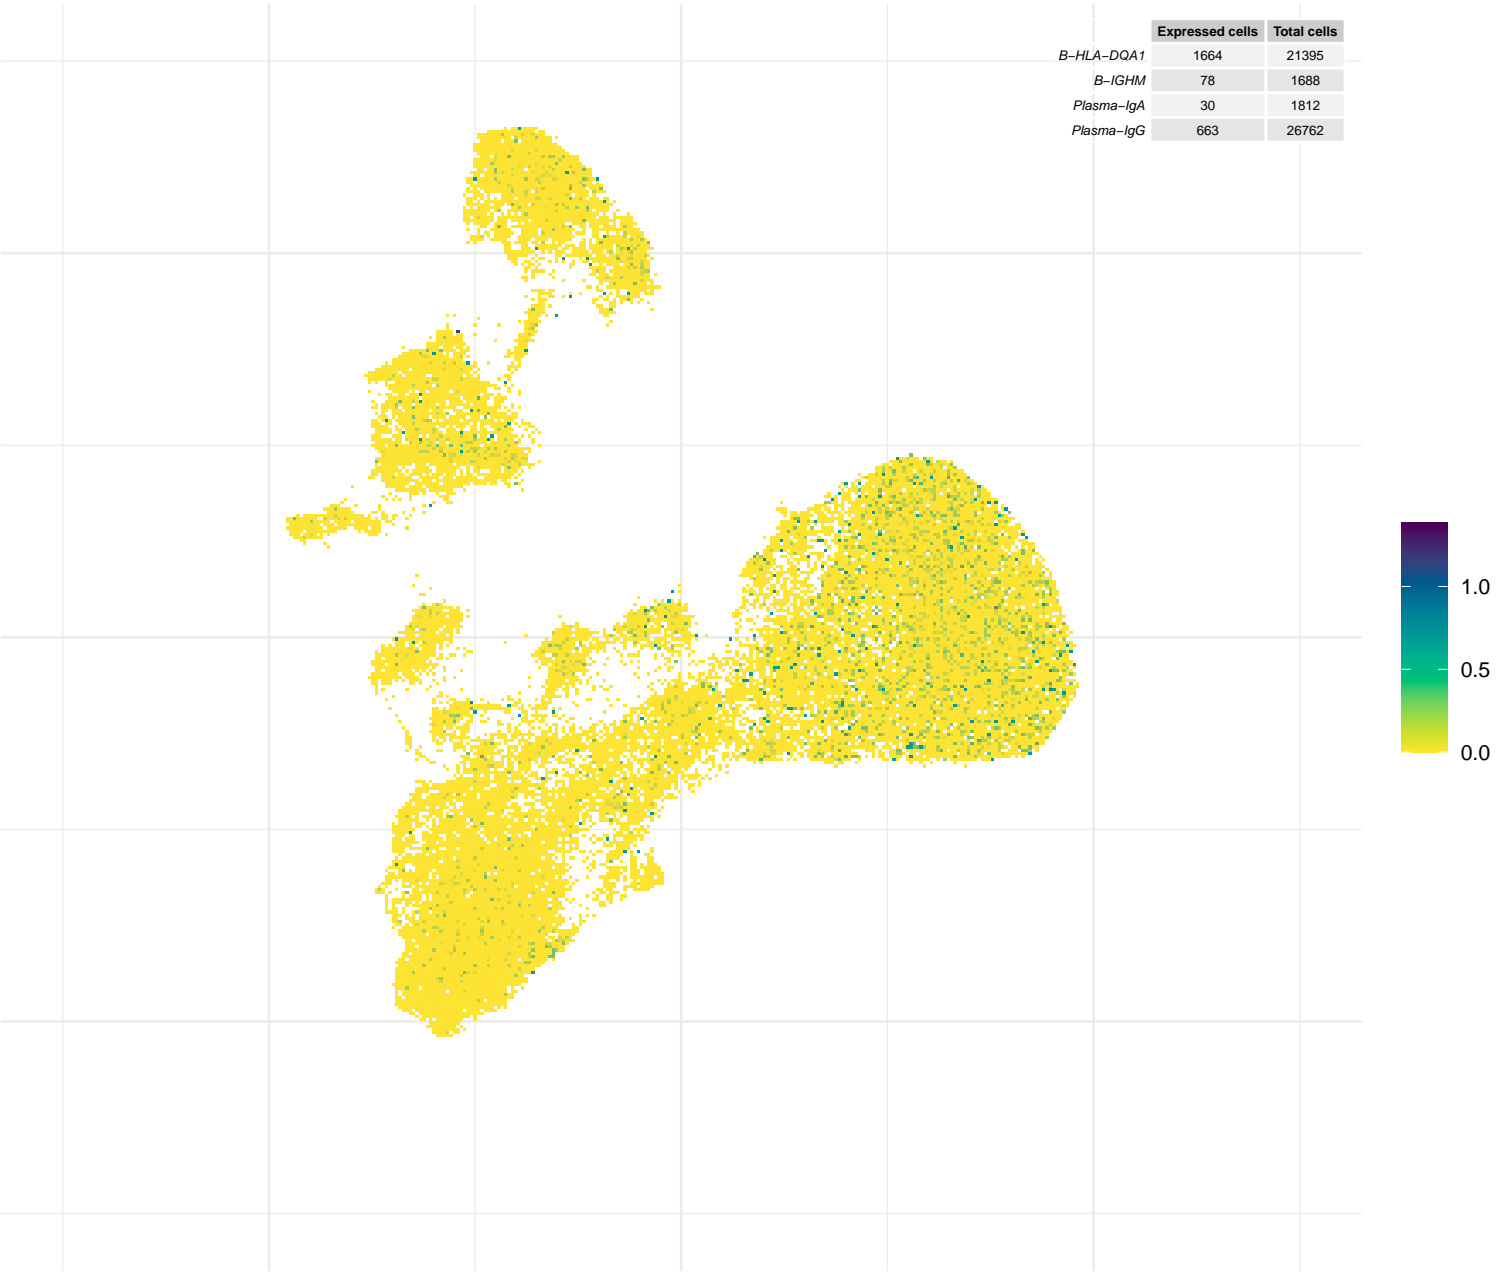 Expressed cells Total cells
B−HLA−DQA1 1664 21395
B−IGHM 78 1688
Plasma−IgA 30 1812
Plasma−IgG 663 26762
1.0
0.5
0.0